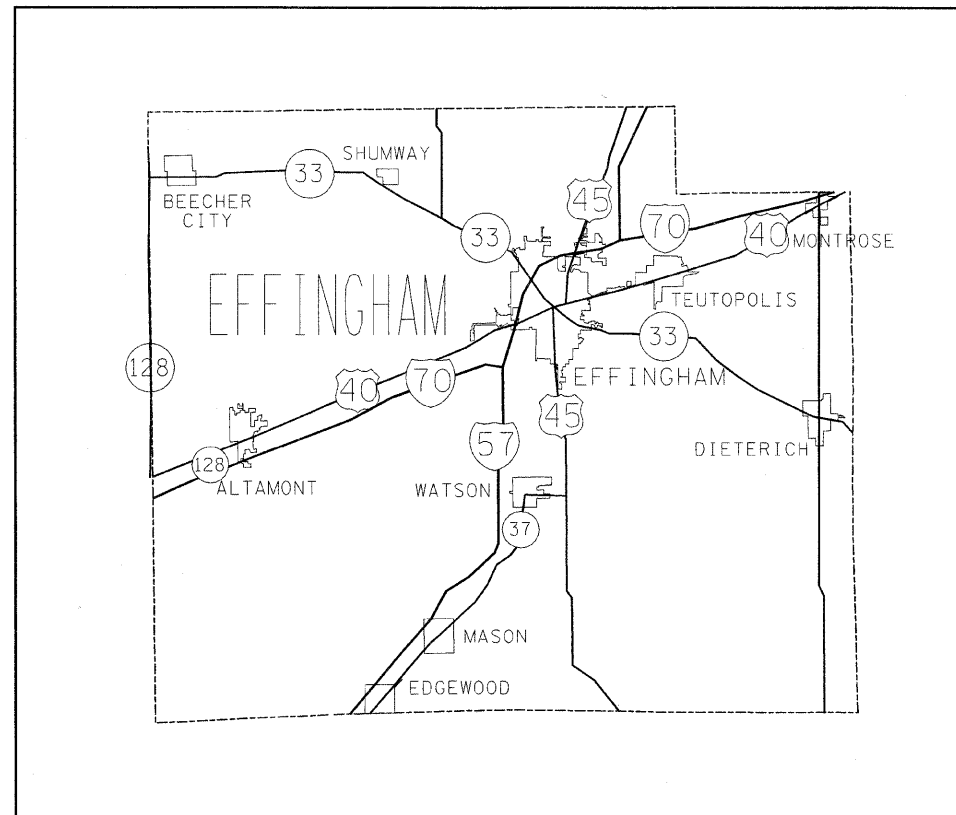 SHUMWAY
33
BEECHER
CITY
45
33
70
40
MONTROSE
EFFINGHAM
TEUTOPOLIS
33
128
40
70
EFFINGHAM
45
57
DIETERICH
128
ALTAMONT
WATSON
37
MASON
EDGEWOOD